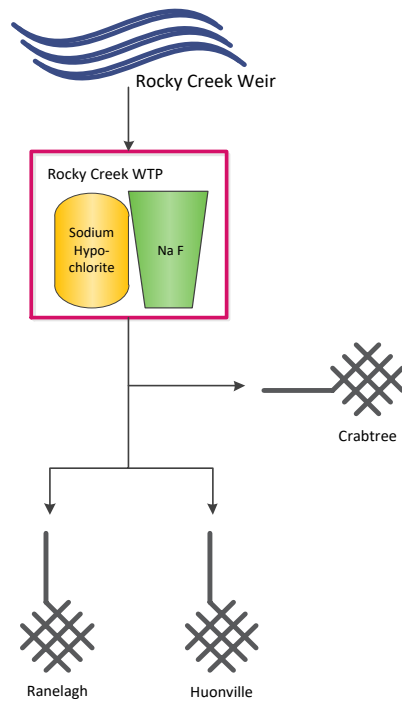 Rocky Creek Weir
Rocky Creek WTP
Sodium
Hypo-
chlorite
Na F
Crabtree
Ranelagh
Huonville